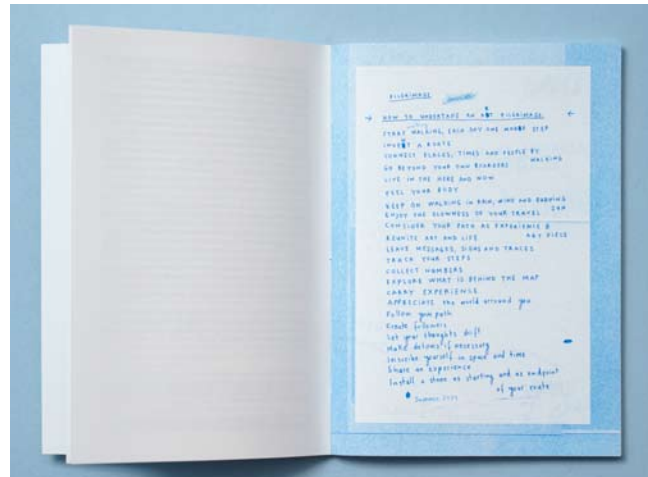 PILGRIMAGE
→ HOW TO UNDERTAKE AN ART PILGRIMAGE ←
START WALKING, EACH DAY ONE MORE STEP
INVENT A ROUTE
CONNECT PLACES, TIMES AND PEOPLE BY WALKING
GO BEYOND YOUR OWN BORDERS
LIVE IN THE HERE AND NOW
FEEL YOUR BODY
KEEP ON WALKING IN RAIN, WIND AND BURNING SUN
ENJOY THE SLOWNESS OF YOUR TRAVEL
CONSIDER YOUR PATH AS EXPERIENCE & ART PIECE
REUNITE ART AND LIFE
LEAVE MESSAGES, SIGNS AND TRACES
TRACK YOUR STEPS
COLLECT NUMBERS
EXPLORE WHAT IS BEHIND THE MAP
CARRY EXPERIENCE
APPRECIATE the world arround you
Follow your path
Create followers
Let your thoughts drift
Make detours if necessary
Inscribe yourself in space and time
Share an experience
Install a stone as starting and as endpoint
of your route
Summer